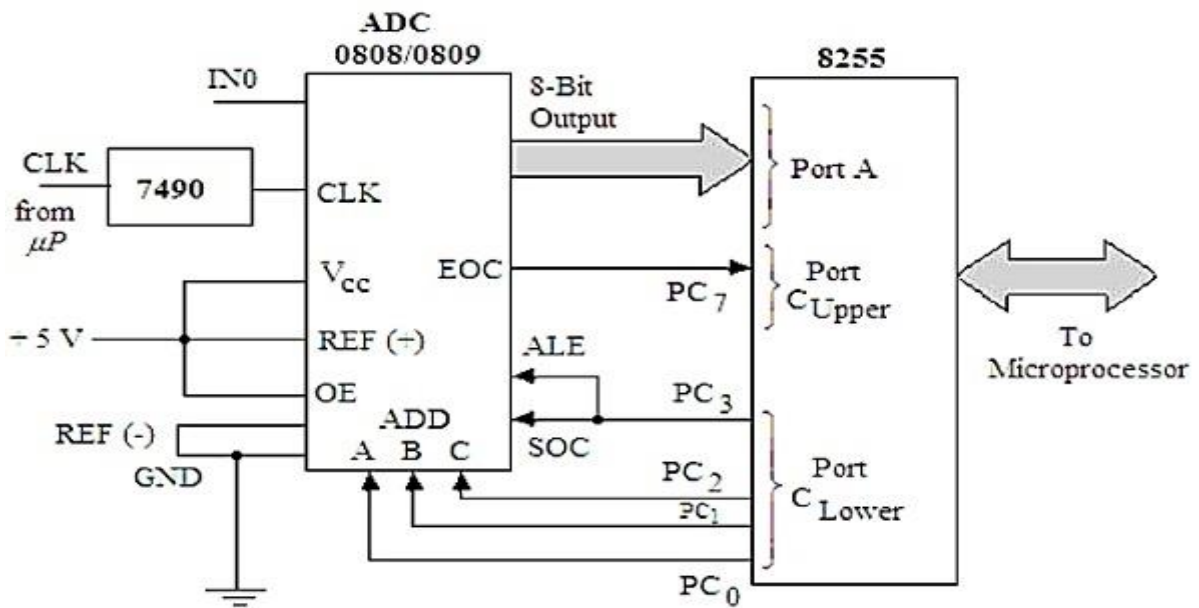 ADC
0808/0809
8255
IN0
8-Bit
Output
CLK
7490
from
μP
CLK
Port A
VCC
EOC
PC7
Port
CUpper
+ 5 V
REF (+)
ALE
To
Microprocessor
OE
PC3
REF (-)
ADD
SOC
A B C
GND
PC2
Port
C Lower
PC1
PC0